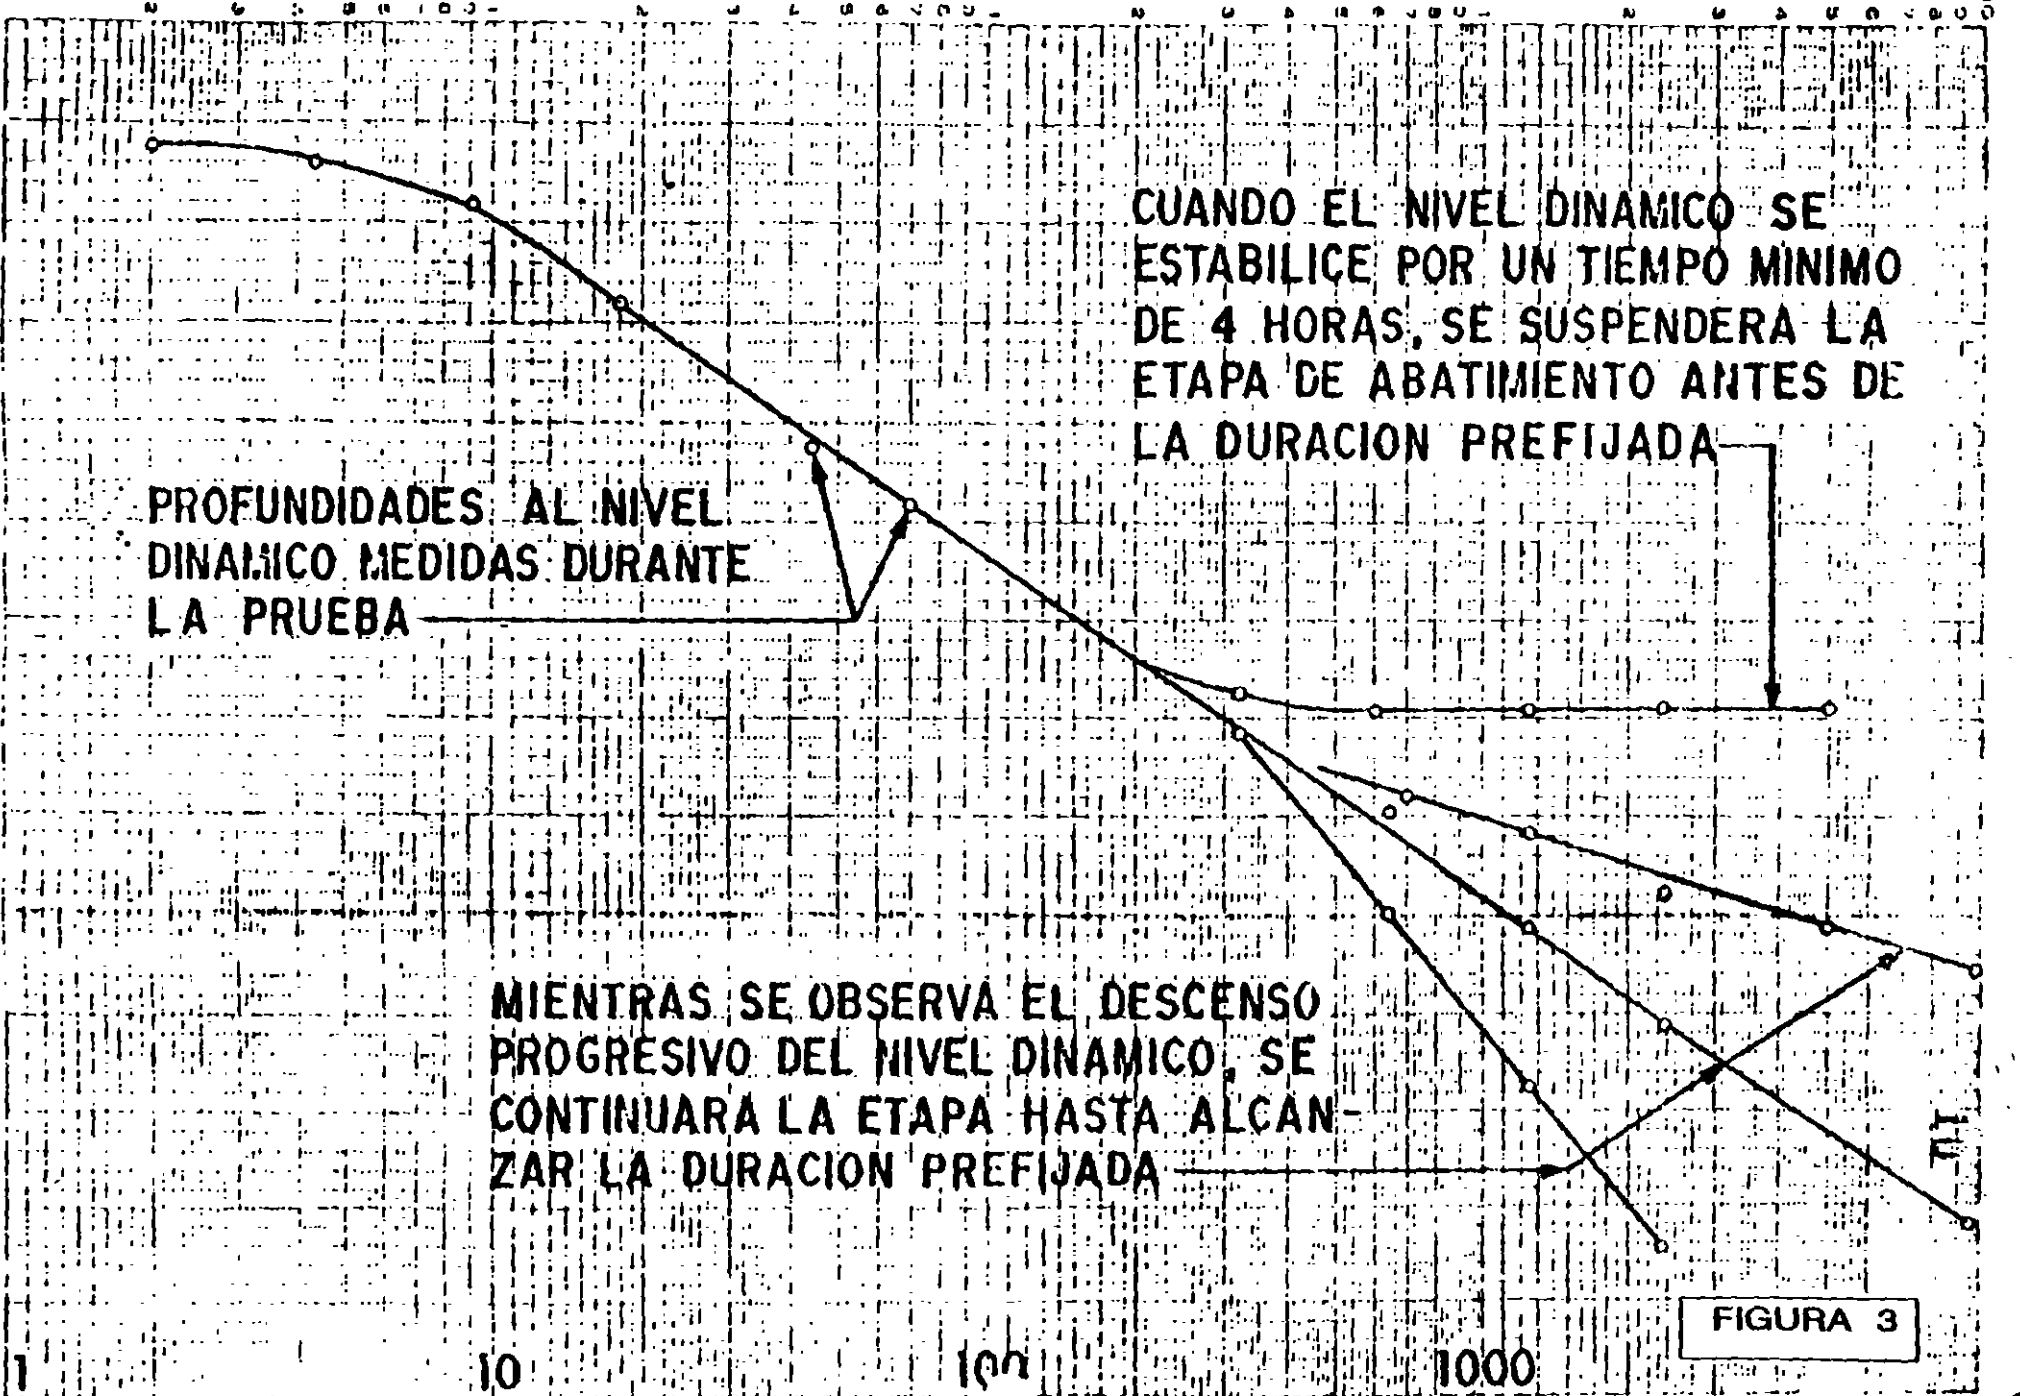 CUANDO EL NIVEL DINAMICO SE
ESTABILICE POR UN TIEMPO MINIMO
DE 4 HORAS, SE SUSPENDERA LA
ETAPA DE ABATIMIENTO ANTES DE
LA DURACION PREFIJADA
PROFUNDIDADES AL NIVEL
DINAMICO MEDIDAS DURANTE
LA PRUEBA
MIENTRAS SE OBSERVA EL DESCENSO
PROGRESIVO DEL NIVEL DINAMICO, SE
CONTINUARA LA ETAPA HASTA ALCAN-
ZAR LA DURACION PREFIJADA
10
FIGURA 3
1 10 100 1000